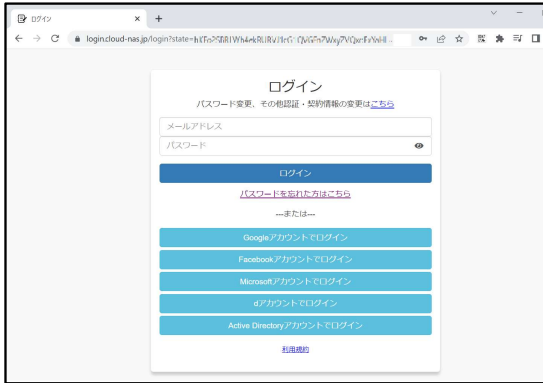 ログイン
login.cloud-nas.jp/login?state=
ログイン
パスワード変更、その他認証・契約情報の変更はこちら
メールアドレス
パスワード
ログイン
パスワードを忘れた方はこちら
---または---
Googleアカウントでログイン
Facebookアカウントでログイン
Microsoftアカウントでログイン
dアカウントでログイン
Active Directoryアカウントでログイン
利用規約